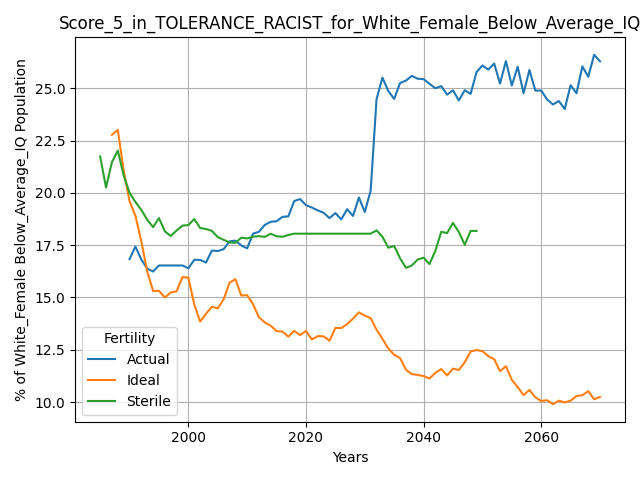 Score_5_in_TOLERANCE_RACIST_for_White_Female_Below_Average_IQ
% of White_Female Below_Average_IQ Population
25.0
22.5
20.0
17.5
15.0
12.5
10.0
Fertility
Actual
Ideal
Sterile
2000
2020
2040
2060
Years